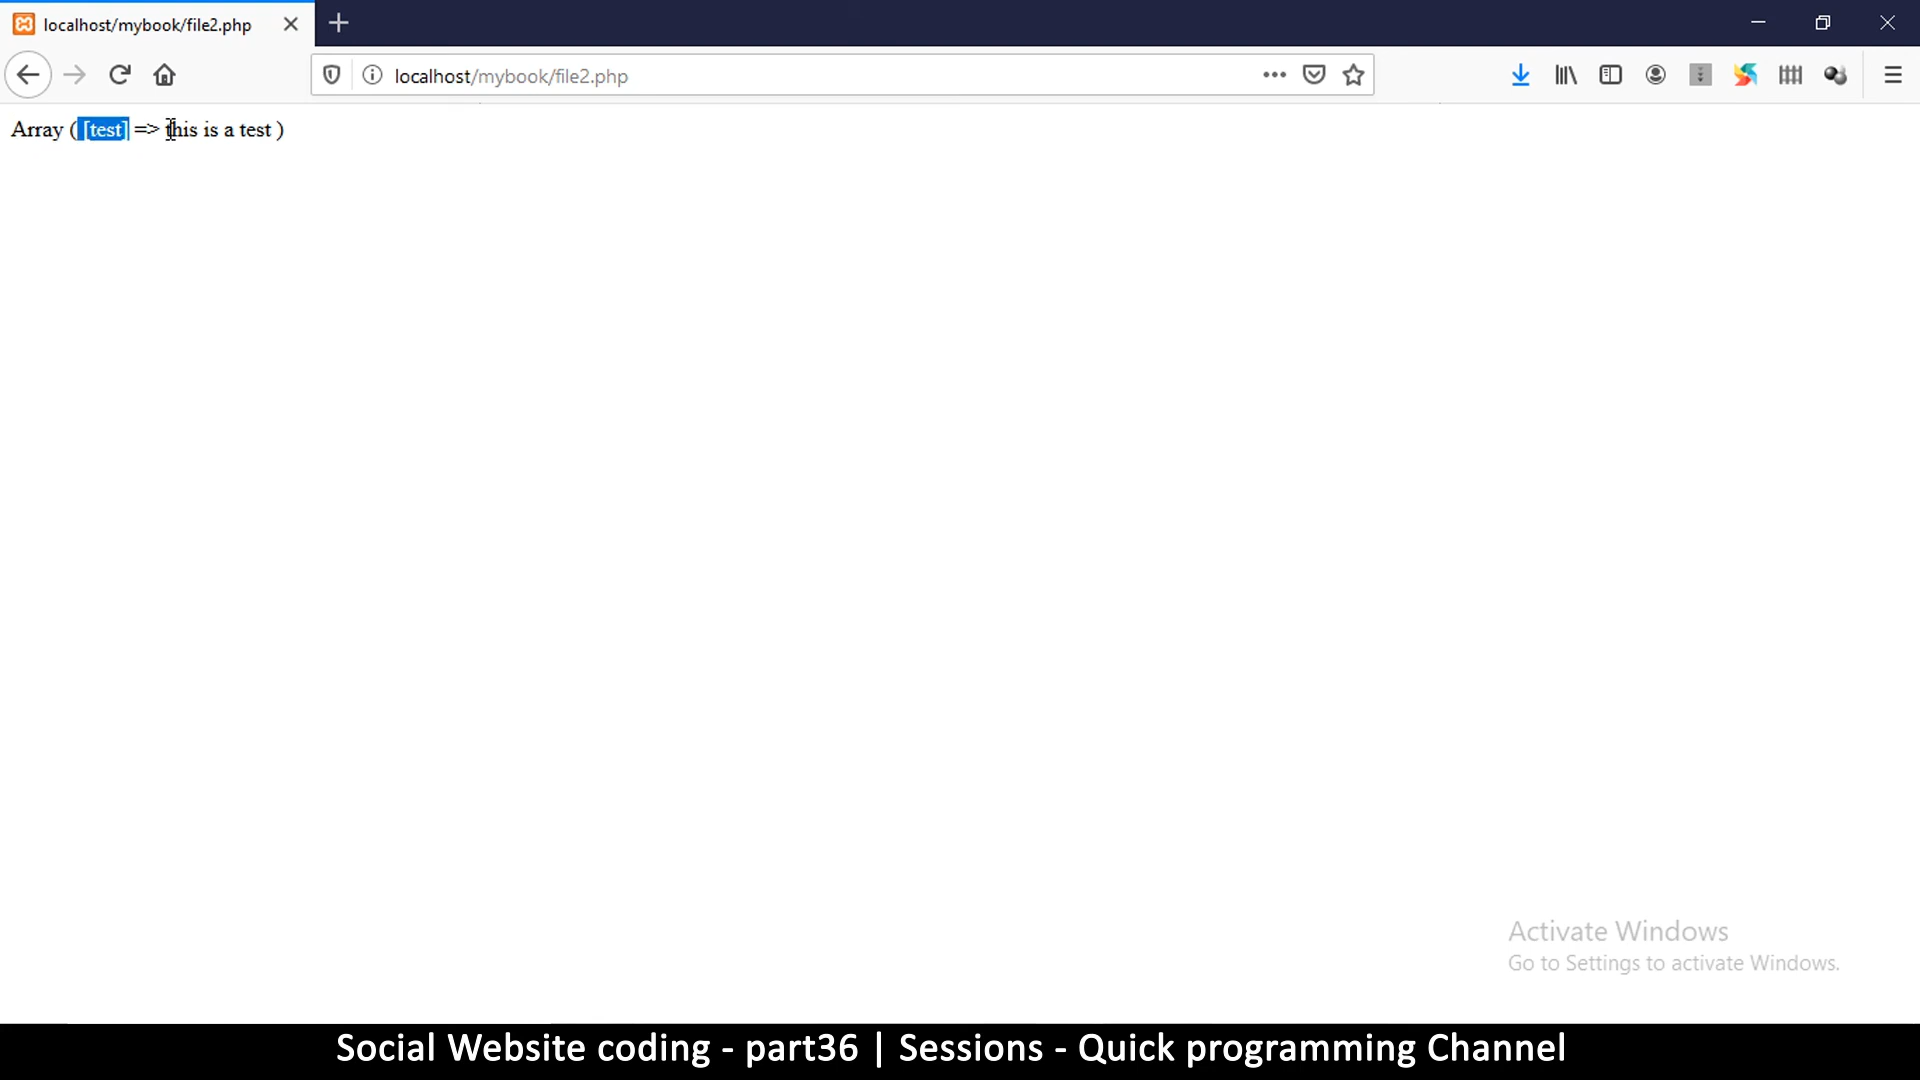 localhost/mybook/file2.php
localhost/mybook/file2.php
Array ( [test] => this is a test )
Activate Windows
Go to Settings to activate Windows.
Social Website coding - part36 | Sessions - Quick programming Channel